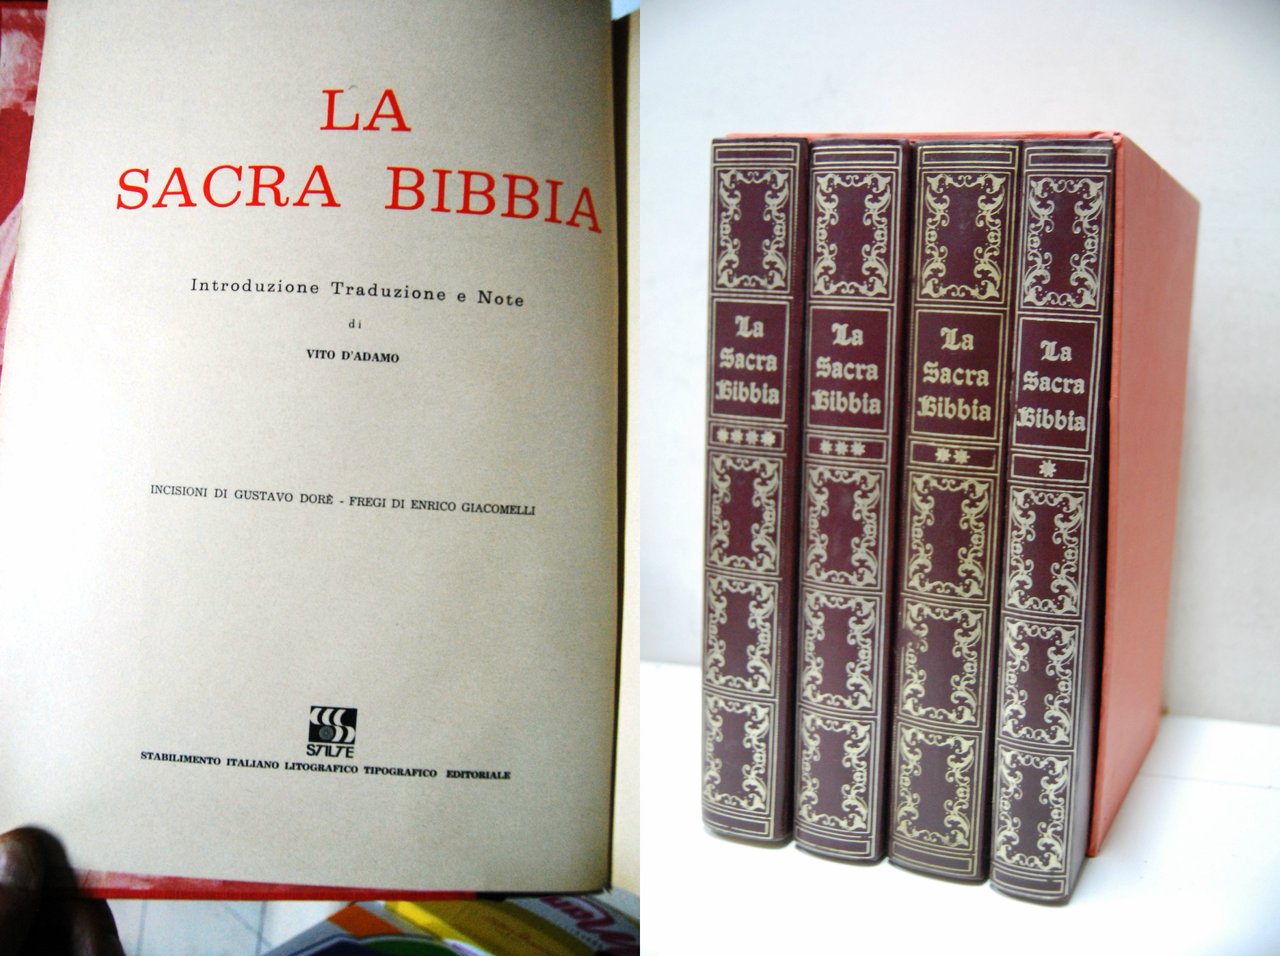 LA
SACRA BIBBIA
Introduzione Traduzione e Note
di
VITO D'ADAMO
INCISIONI DI GUSTAVO DORÈ - FREGI DI ENRICO GIACOMELLI
STILTE
STABILIMENTO ITALIANO LITOGRAFICO TIPOGRAFICO EDITORIALE
La
Sacra
Bibbia
****
La
Sacra
Bibbia
***
La
Sacra
Bibbia
**
La
Sacra
Bibbia
*